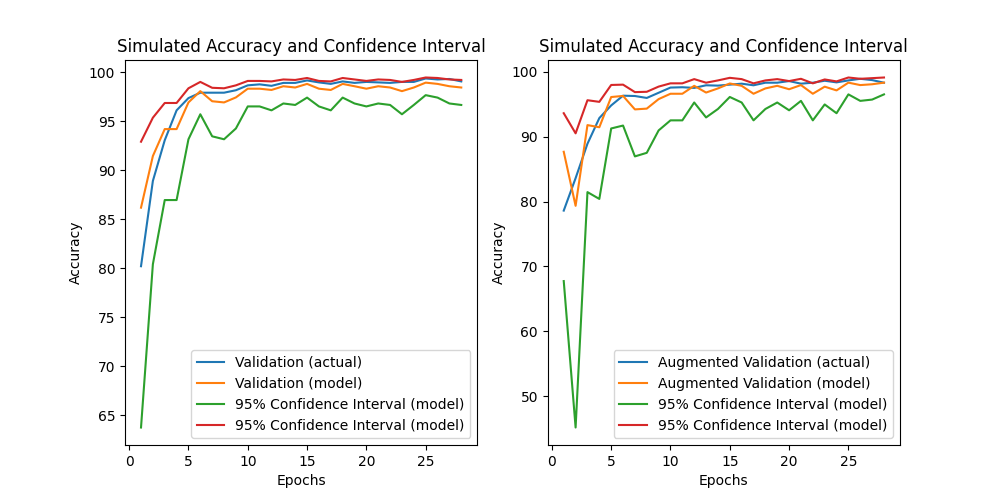 Simulated Accuracy and Confidence Interval
Accuracy
100
95
90
85
80
75
70
65
Validation (actual)
Validation (model)
95% Confidence Interval (model)
95% Confidence Interval (model)
0 5 10 15 20 25
Epochs
Simulated Accuracy and Confidence Interval
Accuracy
100
90
80
70
60
50
Augmented Validation (actual)
Augmented Validation (model)
95% Confidence Interval (model)
95% Confidence Interval (model)
0 5 10 15 20 25
Epochs